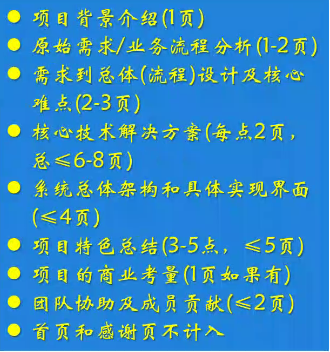 ● 项目背景介绍(1页)
● 原始需求/业务流程分析(1-2页)
● 需求到总体(流程)设计及核心
难点(2-3页)
● 核心技术解决方案(每点2页,
总≤6-8页)
● 系统总体架构和具体实现界面
(≤4页)
● 项目特色总结(3-5点，≤5页)
● 项目的商业考量(1页如果有)
● 团队协助及成员贡献(≤2页)
● 首页和感谢页不计入